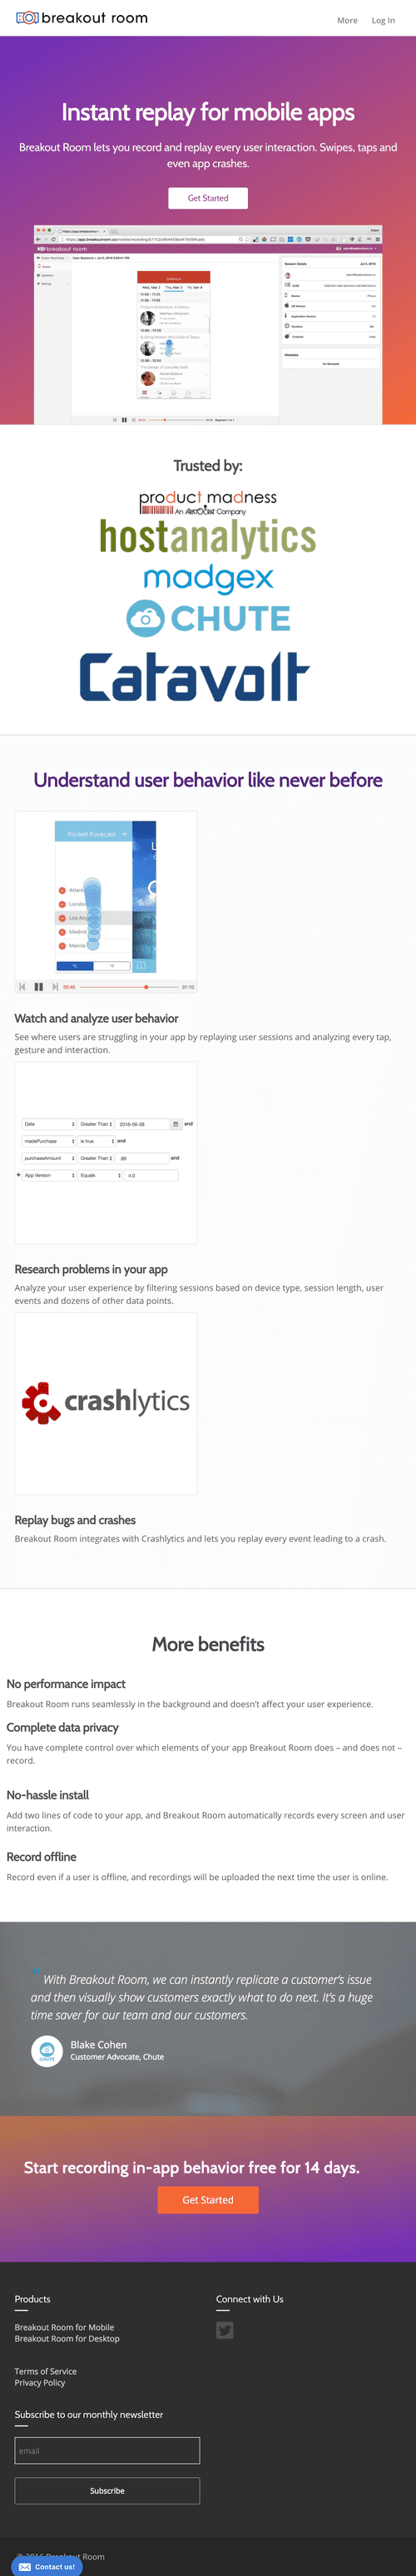 breakout room
More
Log In
Instant replay for mobile apps
Breakout Room lets you record and replay every user interaction. Swipes, taps and
even app crashes.
Get Started
breakout room
Trusted by:
product madness
An Company
hostanalytics
madgex
CHUTE
Catavolt
Understand user behavior like never before
Pocket Forecast +
London
Madrid
Manila
00:46
01:10
Watch and analyze user behavior
See where users are struggling in your app by replaying user sessions and analyzing every tap,
gesture and interaction.
Date Greater Than 2016-06-08 and
madePurchase is true and
purchaseAmount Greater Than .99 and
+ App Version Equals 4.0
Research problems in your app
Analyze your user experience by filtering sessions based on device type, session length, user
events and dozens of other data points.
crashlytics
Replay bugs and crashes
Breakout Room integrates with Crashlytics and lets you replay every event leading to a crash.
More benefits
No performance impact
Breakout Room runs seamlessly in the background and doesn't affect your user experience.
Complete data privacy
You have complete control over which elements of your app Breakout Room does – and does not –
record.
No-hassle install
Add two lines of code to your app, and Breakout Room automatically records every screen and user
interaction.
Record offline
Record even if a user is offline, and recordings will be uploaded the next time the user is online.
“ With Breakout Room, we can instantly replicate a customer's issue
and then visually show customers exactly what to do next. It's a huge
time saver for our team and our customers.
CHUTE
Blake Cohen
Customer Advocate, Chute
Start recording in-app behavior free for 14 days.
Get Started
Products
Breakout Room for Mobile
Breakout Room for Desktop
Terms of Service
Privacy Policy
Connect with Us
Subscribe to our monthly newsletter
email
Subscribe
© 2016 Breakout Room
Contact us!